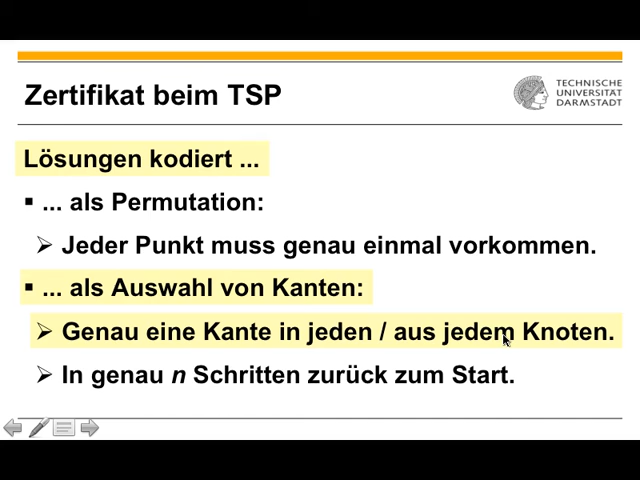 Zertifikat beim TSP
TECHNISCHE
UNIVERSITÄT
DARMSTADT
Lösungen kodiert ...
▪ ... als Permutation:
➢ Jeder Punkt muss genau einmal vorkommen.
▪ ... als Auswahl von Kanten:
➢ Genau eine Kante in jeden / aus jedem Knoten.
➢ In genau n Schritten zurück zum Start.